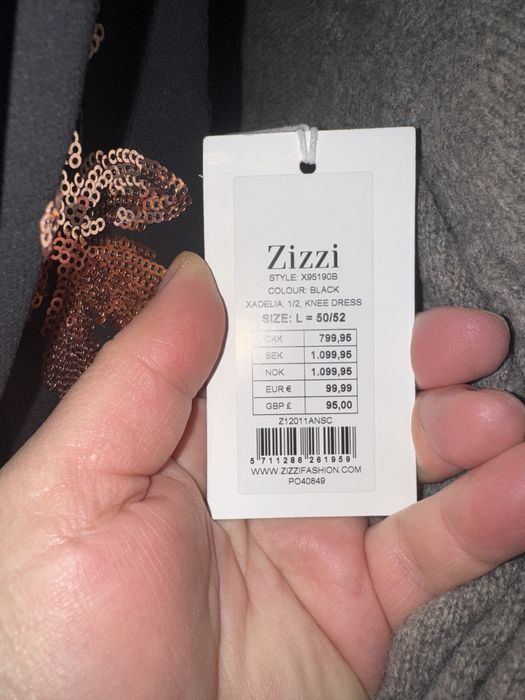 Zizzi
STYLE: X95190B
COLOUR: BLACK
XADELIA, 1/2, KNEE DRESS
SIZE: L = 50/52
DKK 799,95
SEK 1.099,95
NOK 1.099,95
EUR € 99,99
GBP £ 95,00
Z12011ANSC
5 711286 261959
WWW.ZIZZIFASHION.COM
PO40849